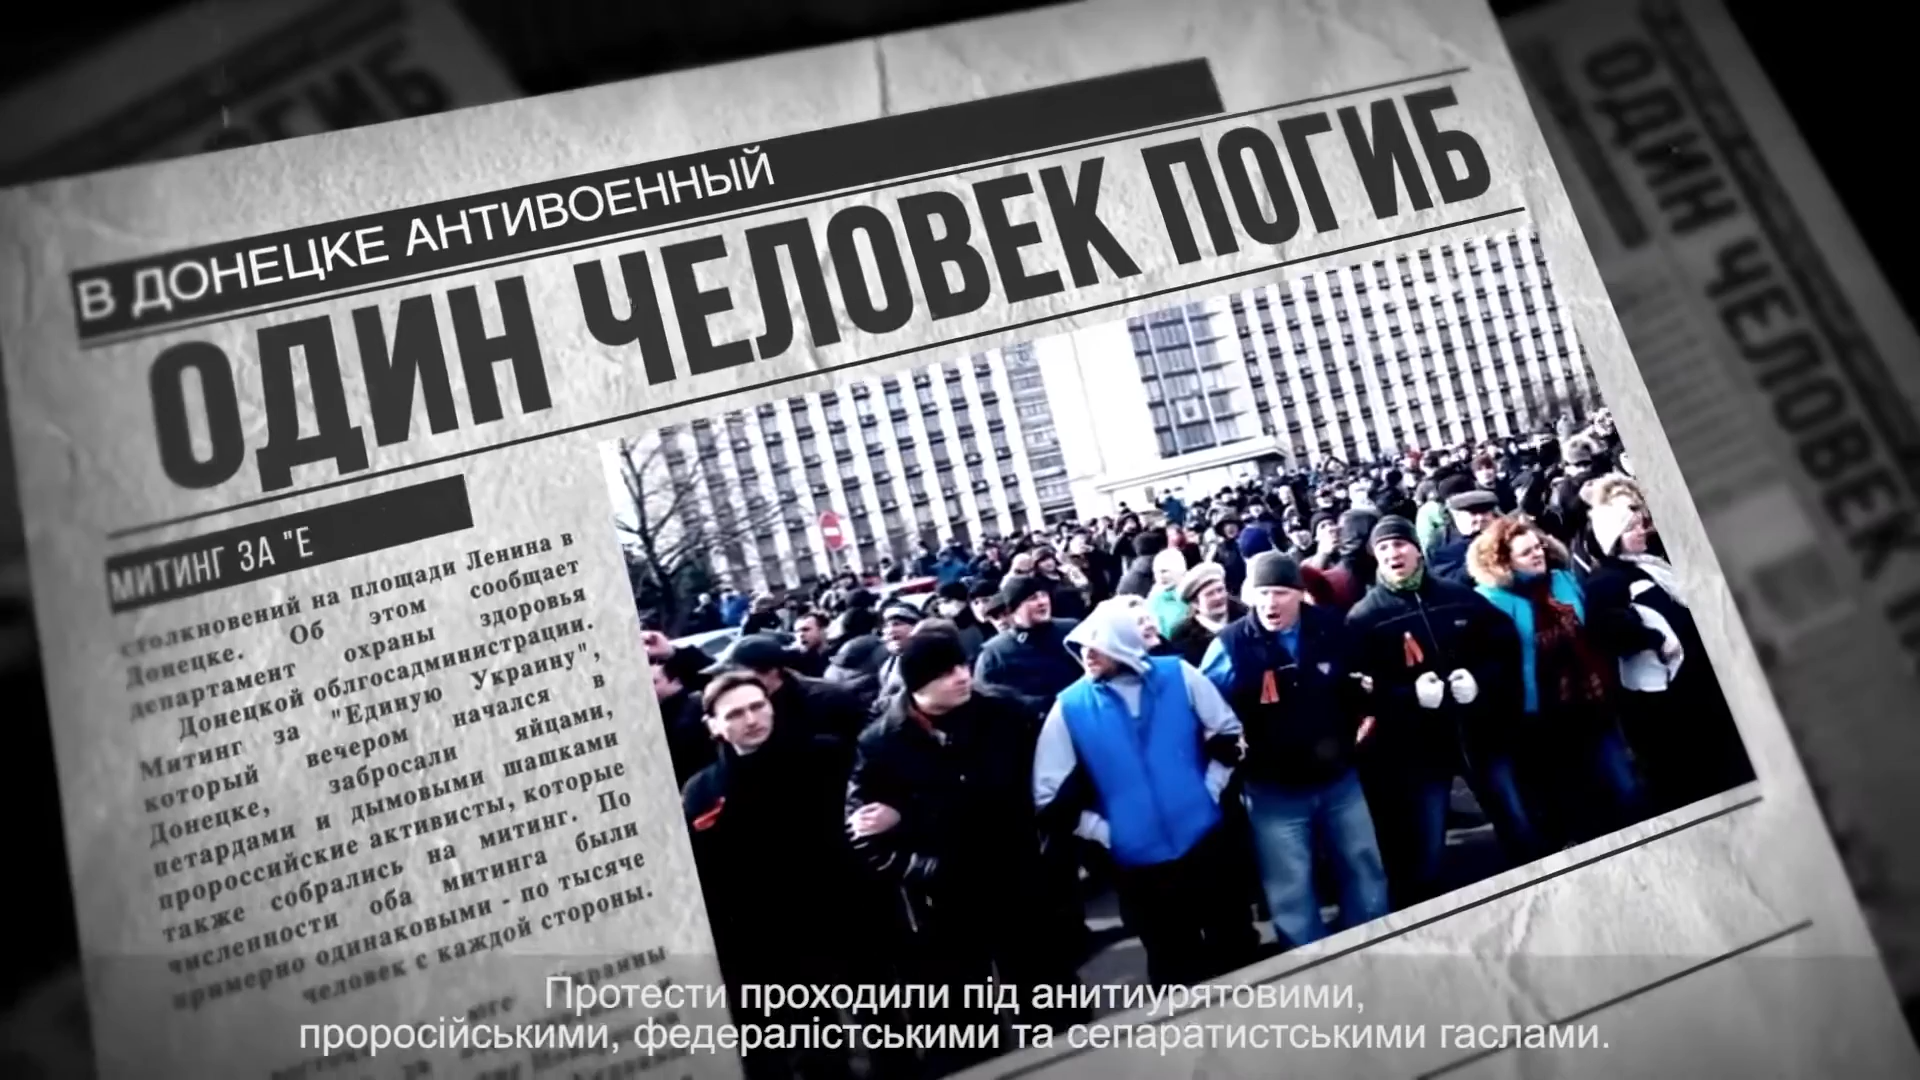 В ДОНЕЦКЕ АНТИВОЕННЫЙ
ОДИН ЧЕЛОВЕК ПОГИБ
МИТИНГ ЗА "Е
столкновений на площади Ленина в
Донецке. Об этом сообщает
департамент охраны здоровья
Донецкой облгосадминистрации.
Митинг за "Единую Украину",
который вечером начался в
Донецке, забросали яйцами,
петардами и дымовыми шашками
пророссийские активисты, которые
также собрались на митинг. По
численности оба митинга были
примерно одинаковыми - по тысяче
человек с каждой стороны.
охраны
ОДИН ЧЕЛОВЕК
Протести проходили під анитиурятовими,
проросійськими, федералістськими та сепаратистськими гаслами.